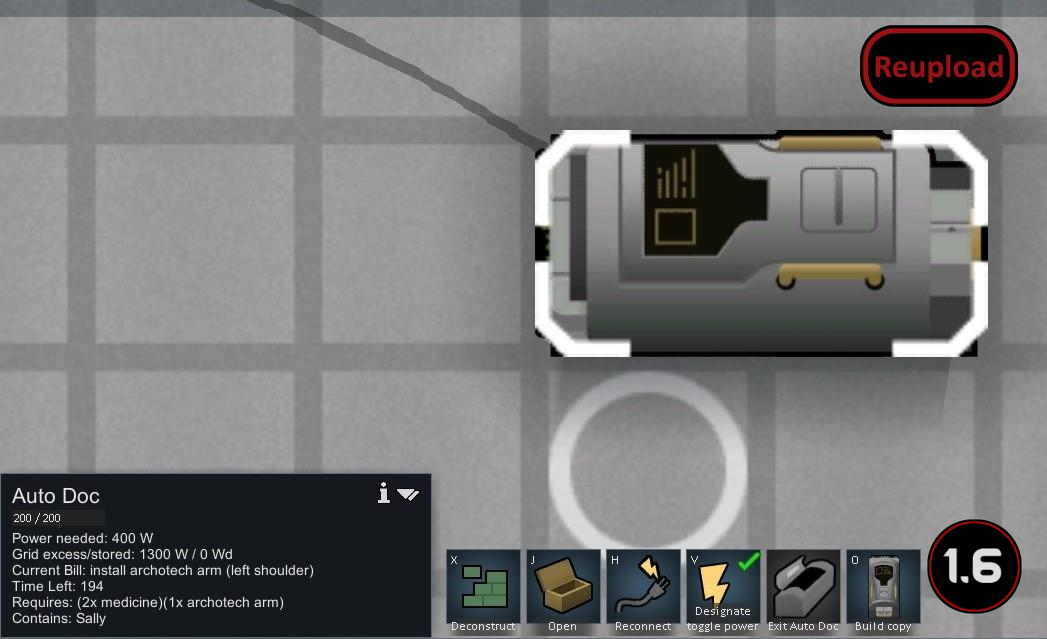 Reupload
Auto Doc
200 / 200
Power needed: 400 W
Grid excess/stored: 1300 W / 0 Wd
Current Bill: install archotech arm (left shoulder)
Time Left: 194
Requires: (2x medicine)(1x archotech arm)
Contains: Sally
X
Deconstruct
J
Open
H
Reconnect
V
Designate
toggle power
Exit Auto Doc
O
Build copy
1.6